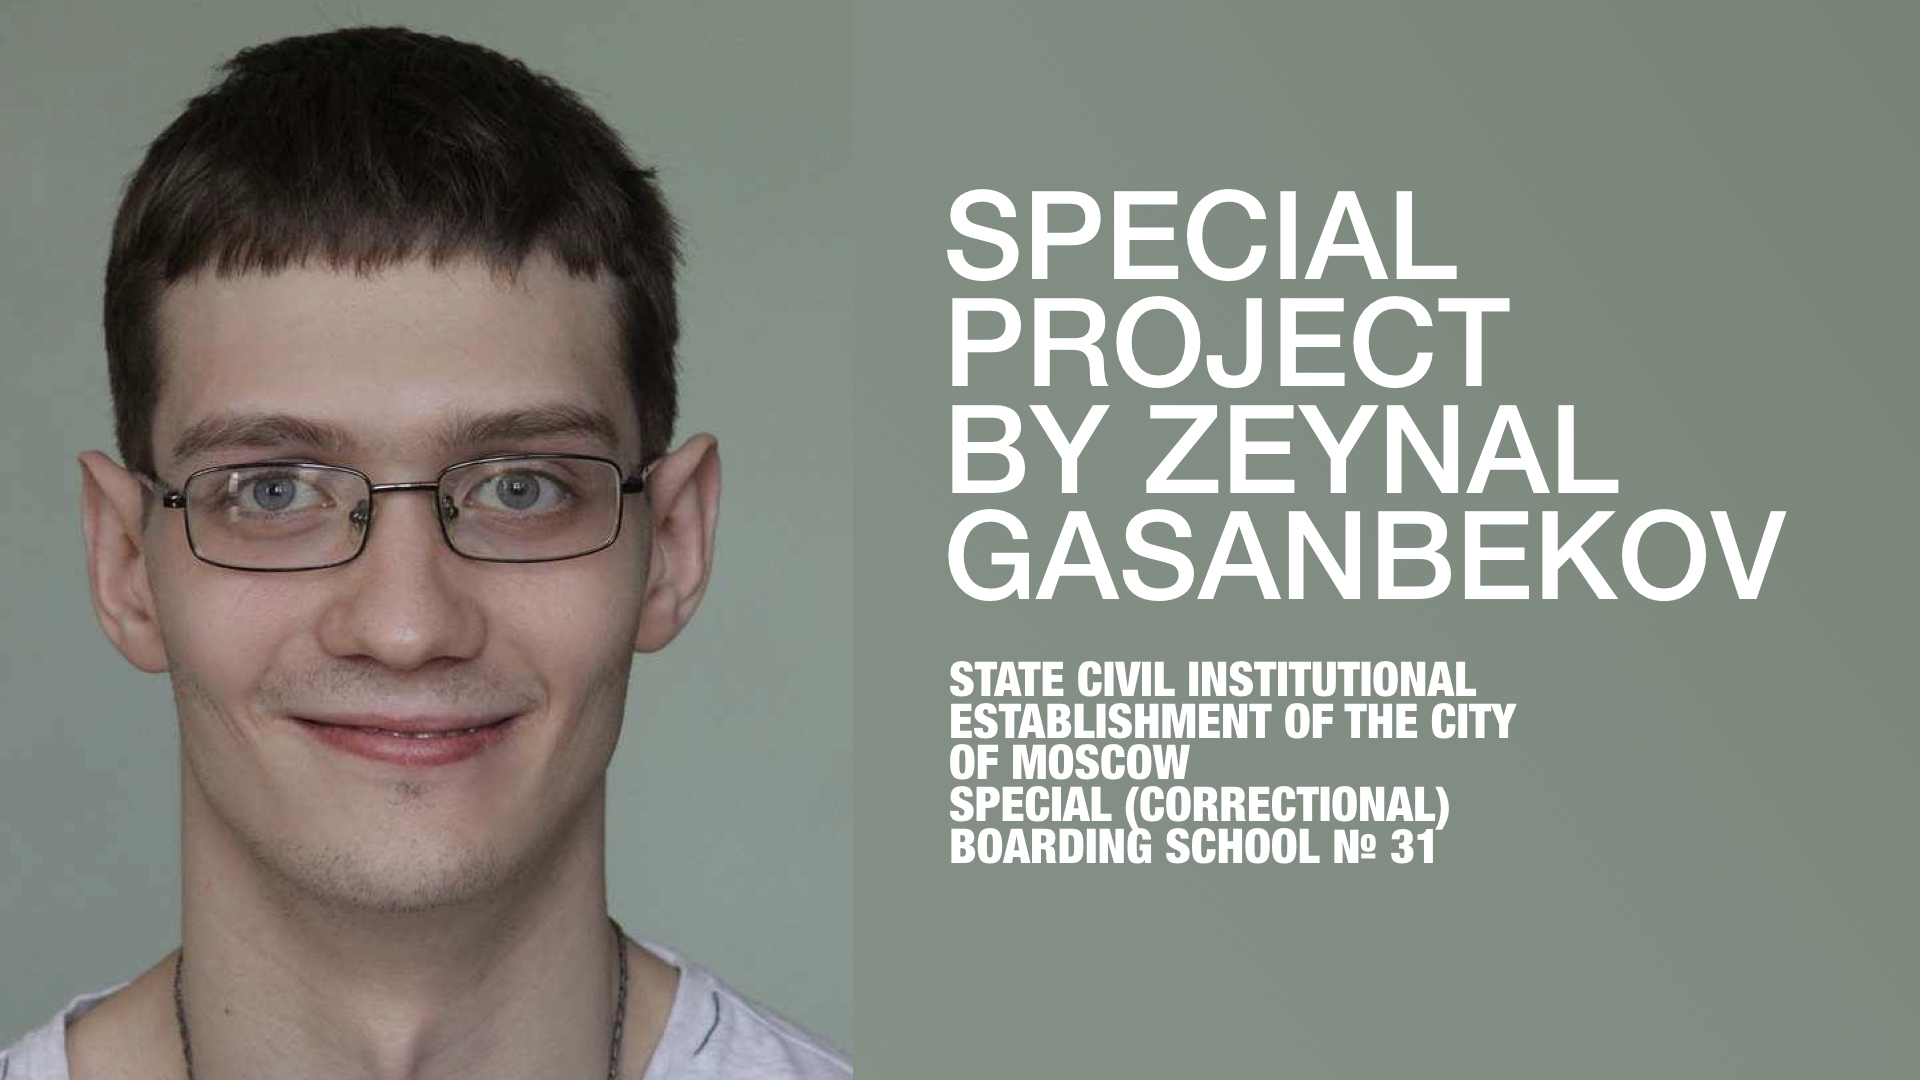 SPECIAL
PROJECT
BY ZEYNAL
GASANBEKOV
STATE CIVIL INSTITUTIONAL
ESTABLISHMENT OF THE CITY
OF MOSCOW
SPECIAL (CORRECTIONAL)
BOARDING SCHOOL № 31